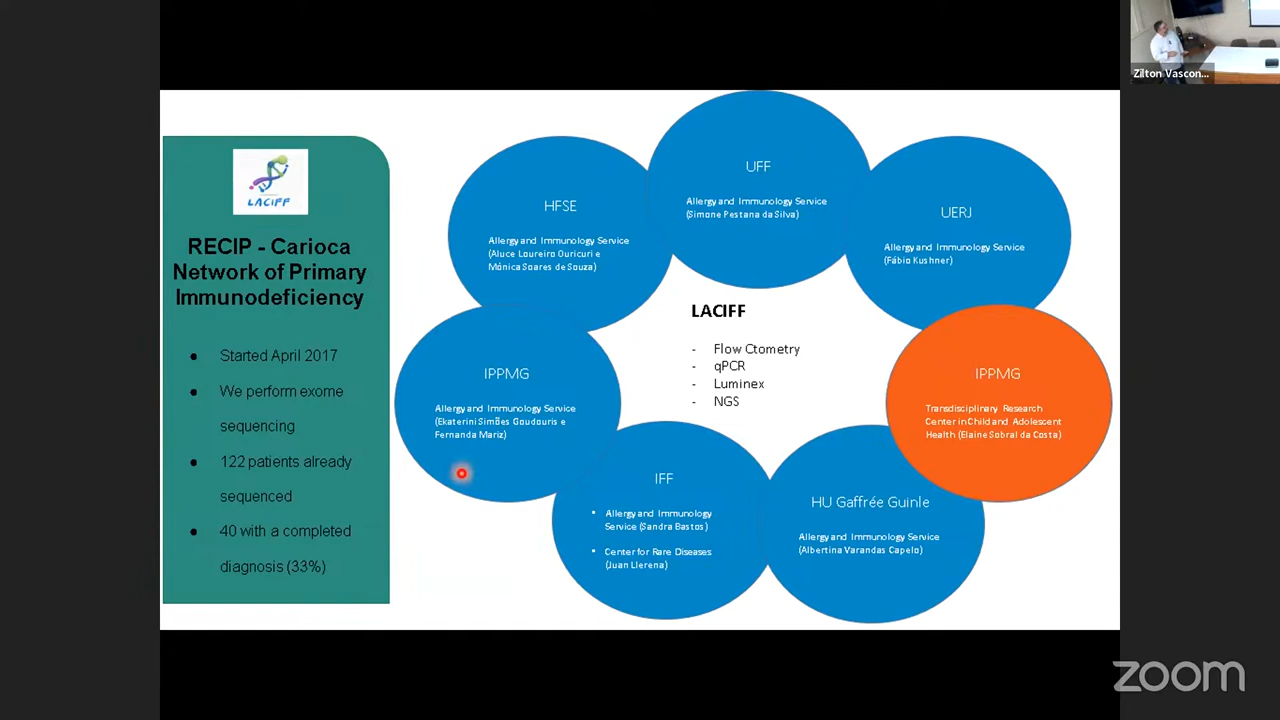 Zilton Vascon...
LACIFF
RECIP - Carioca
Network of Primary
Immunodeficiency
● Started April 2017
● We perform exome
sequencing
● 122 patients already
sequenced
● 40 with a completed
diagnosis (33%)
UFF
Allergy and Immunology Service
(Simone Pestana da Silva)
HFSE
Allergy and Immunology Service
(Aluce Loureiro Ouricuri e
Mônica Soares de Souza)
UERJ
Allergy and Immunology Service
(Fábio Kushner)
LACIFF
- Flow Ctometry
- qPCR
- Luminex
- NGS
IPPMG
Allergy and Immunology Service
(Ekaterini Simões Goudouris e
Fernanda Mariz)
IPPMG
Transdisciplinary Research
Center in Child and Adolescent
Health (Elaine Sobral da Costa)
IFF
• Allergy and Immunology
Service (Sandra Bastos)
• Center for Rare Diseases
(Juan Llerena)
HU Gaffrée Guinle
Allergy and Immunology Service
(Albertina Varandas Capelo)
zoom